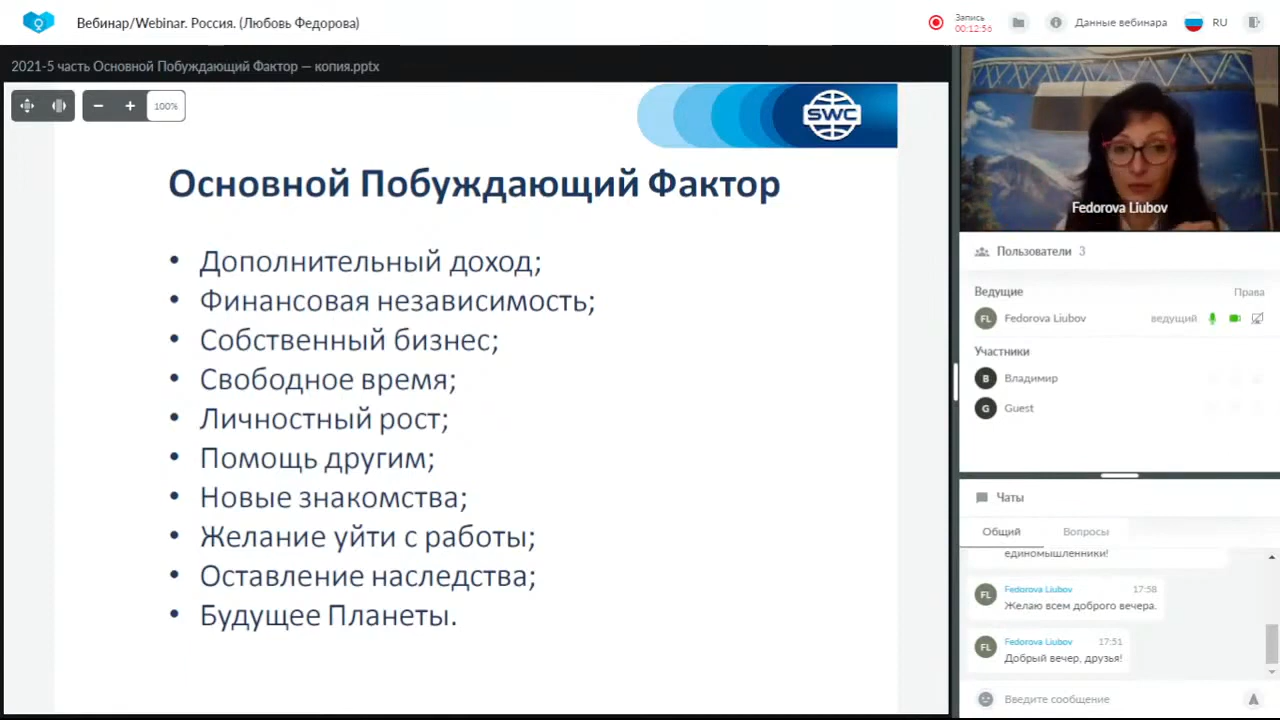 Вебинар/Webinar. Россия. (Любовь Федорова)
Запись
00:12:56
Данные вебинара
RU
2021-5 часть Основной Побуждающий Фактор — копия.pptx
− + 100%
SWC
Основной Побуждающий Фактор
• Дополнительный доход;
• Финансовая независимость;
• Собственный бизнес;
• Свободное время;
• Личностный рост;
• Помощь другим;
• Новые знакомства;
• Желание уйти с работы;
• Оставление наследства;
• Будущее Планеты.
Fedorova Liubov
Пользователи 3
Ведущие Права
FL Fedorova Liubov ведущий
Участники
В Владимир
G Guest
Чаты
Общий Вопросы
единомышленники!
FL Fedorova Liubov 17:58
Желаю всем доброго вечера.
FL Fedorova Liubov 17:51
Добрый вечер, друзья!
Введите сообщение